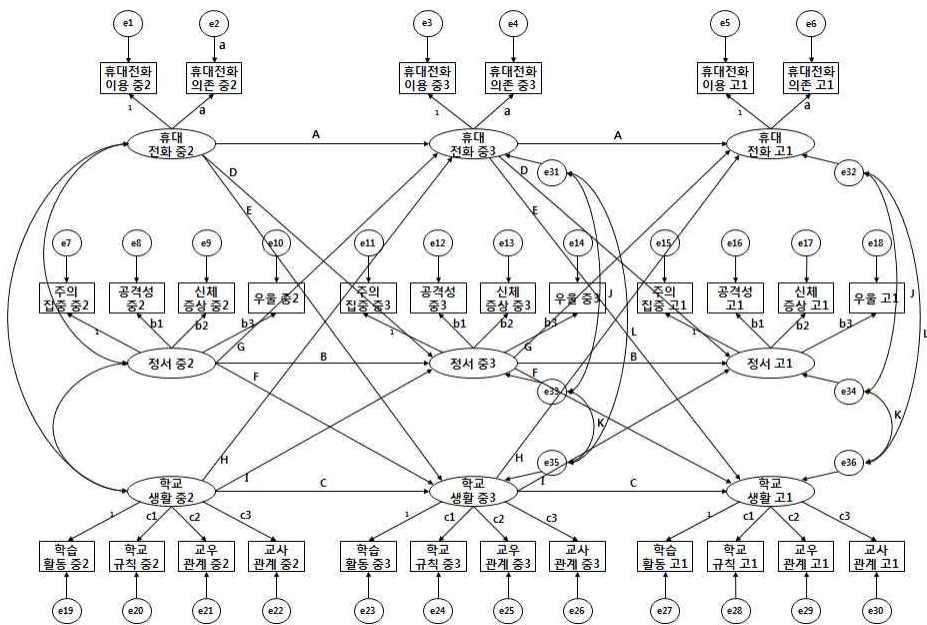 e1
e2
e3
e4
e5
e6
a
휴대전화
이용 중2
휴대전화
의존 중2
휴대전화
이용 중3
휴대전화
의존 중3
휴대전화
이용 고1
휴대전화
의존 고1
1
a
1
a
1
a
휴대
전화 중2
A
휴대
전화 중3
A
휴대
전화 고1
D
e31
D
e32
E
E
e7
e8
e9
e10
e11
e12
e13
e14
e15
e16
e17
e18
주의
집중 중2
공격성
중2
신체
증상 중2
우울 중2
주의
집중 중3
공격성
중3
신체
증상 중3
우울 중3
J
주의
집중 고1
공격성
고1
신체
증상 고1
우울 고1
J
1
b1
b2
b3
1
b1
b2
b3
L
1
b1
b2
b3
L
G
G
정서 중2
B
정서 중3
B
정서 고1
F
F
e33
e34
K
K
H
H
e35
e36
I
I
학교
생활 중2
C
학교
생활 중3
C
학교
생활 고1
1
c1
c2
c3
1
c1
c2
c3
1
c1
c2
c3
학습
활동 중2
학교
규칙 중2
교우
관계 중2
교사
관계 중2
학습
활동 중3
학교
규칙 중3
교우
관계 중3
교사
관계 중3
학습
활동 고1
학교
규칙 고1
교우
관계 고1
교사
관계 고1
e19
e20
e21
e22
e23
e24
e25
e26
e27
e28
e29
e30